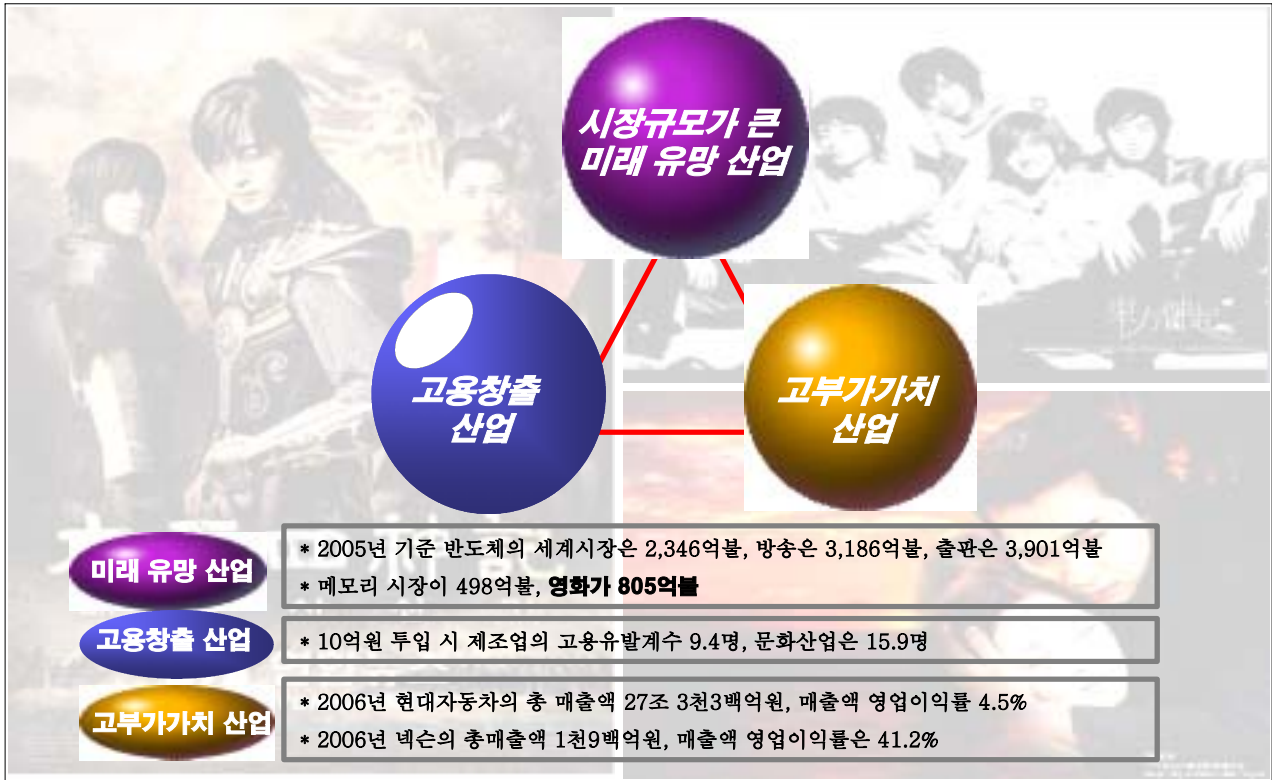 시장규모가 큰
미래 유망 산업
고용창출
산업
고부가가치
산업
미래 유망 산업
* 2005년 기준 반도체의 세계시장은 2,346억불, 방송은 3,186억불, 출판은 3,901억불
* 메모리 시장이 498억불, 영화가 805억불
고용창출 산업
* 10억원 투입 시 제조업의 고용유발계수 9.4명, 문화산업은 15.9명
고부가가치 산업
* 2006년 현대자동차의 총 매출액 27조 3천3백억원, 매출액 영업이익률 4.5%
* 2006년 넥슨의 총매출액 1천9백억원, 매출액 영업이익률은 41.2%